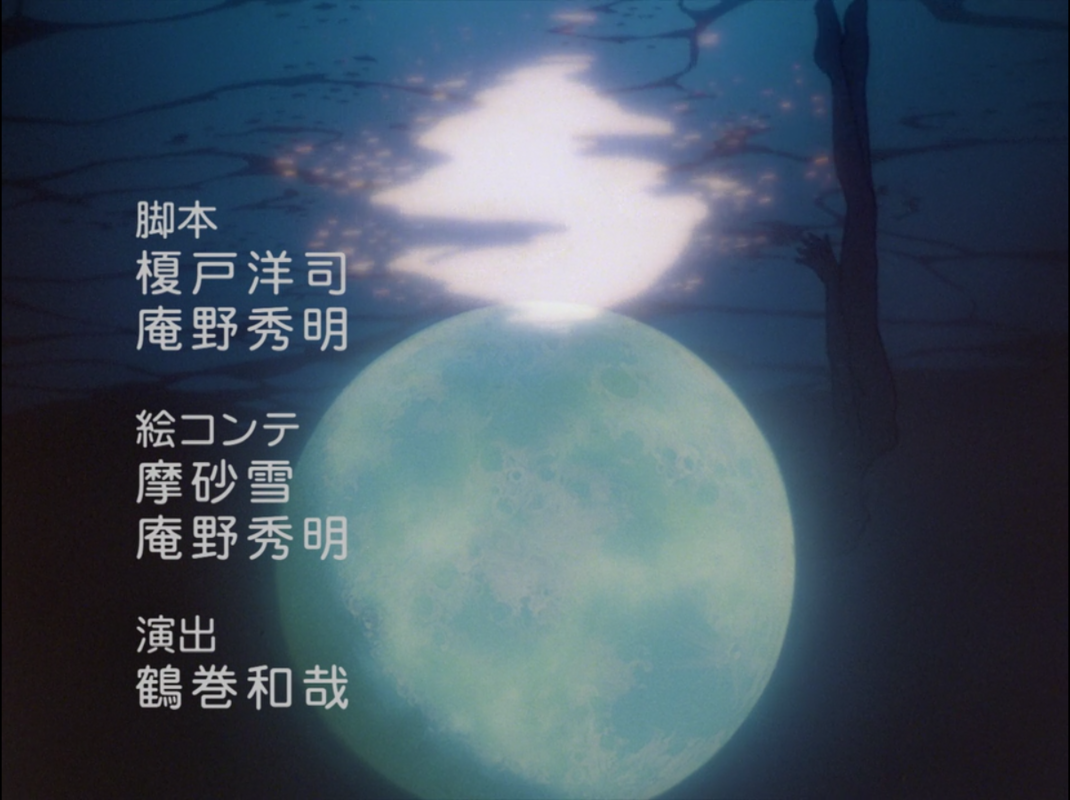 脚本
榎戸洋司
庵野秀明
絵コンテ
摩砂雪
庵野秀明
演出
鶴巻和哉